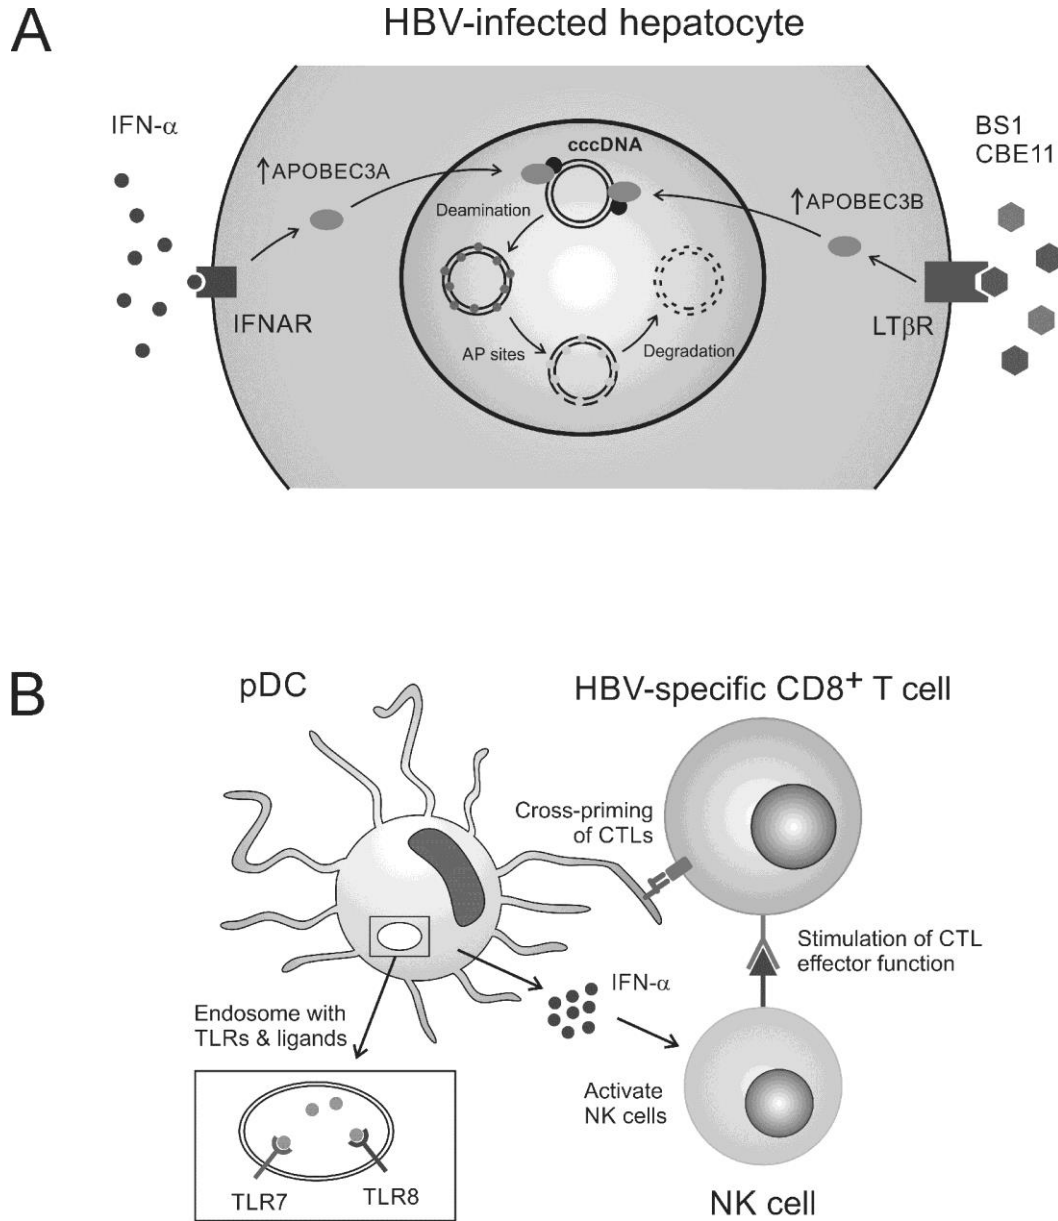 A
HBV-infected hepatocyte
IFN-α
BS1
CBE11
cccDNA
↑APOBEC3A
↑APOBEC3B
Deamination
IFNAR
LTβR
AP sites
Degradation
B
pDC
HBV-specific CD8⁺ T cell
Cross-priming
of CTLs
Stimulation of CTL
effector function
IFN-α
Endosome with
TLRs & ligands
Activate
NK cells
TLR7
TLR8
NK cell